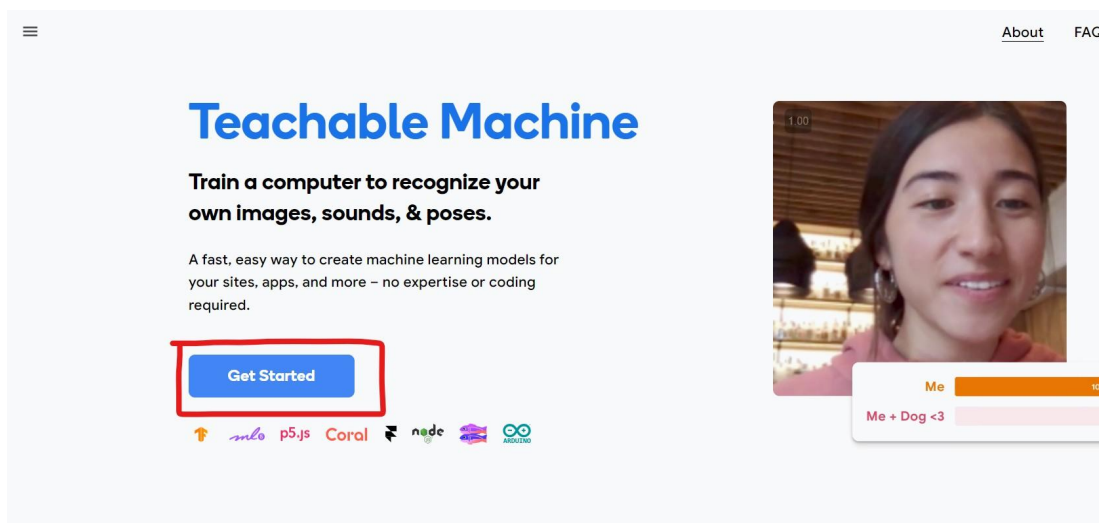 About FAQ
Teachable Machine
1.00
Train a computer to recognize your
own images, sounds, & poses.
A fast, easy way to create machine learning models for
your sites, apps, and more – no expertise or coding
required.
Get Started
Me
Me + Dog <3
p5.js Coral node ARDUINO